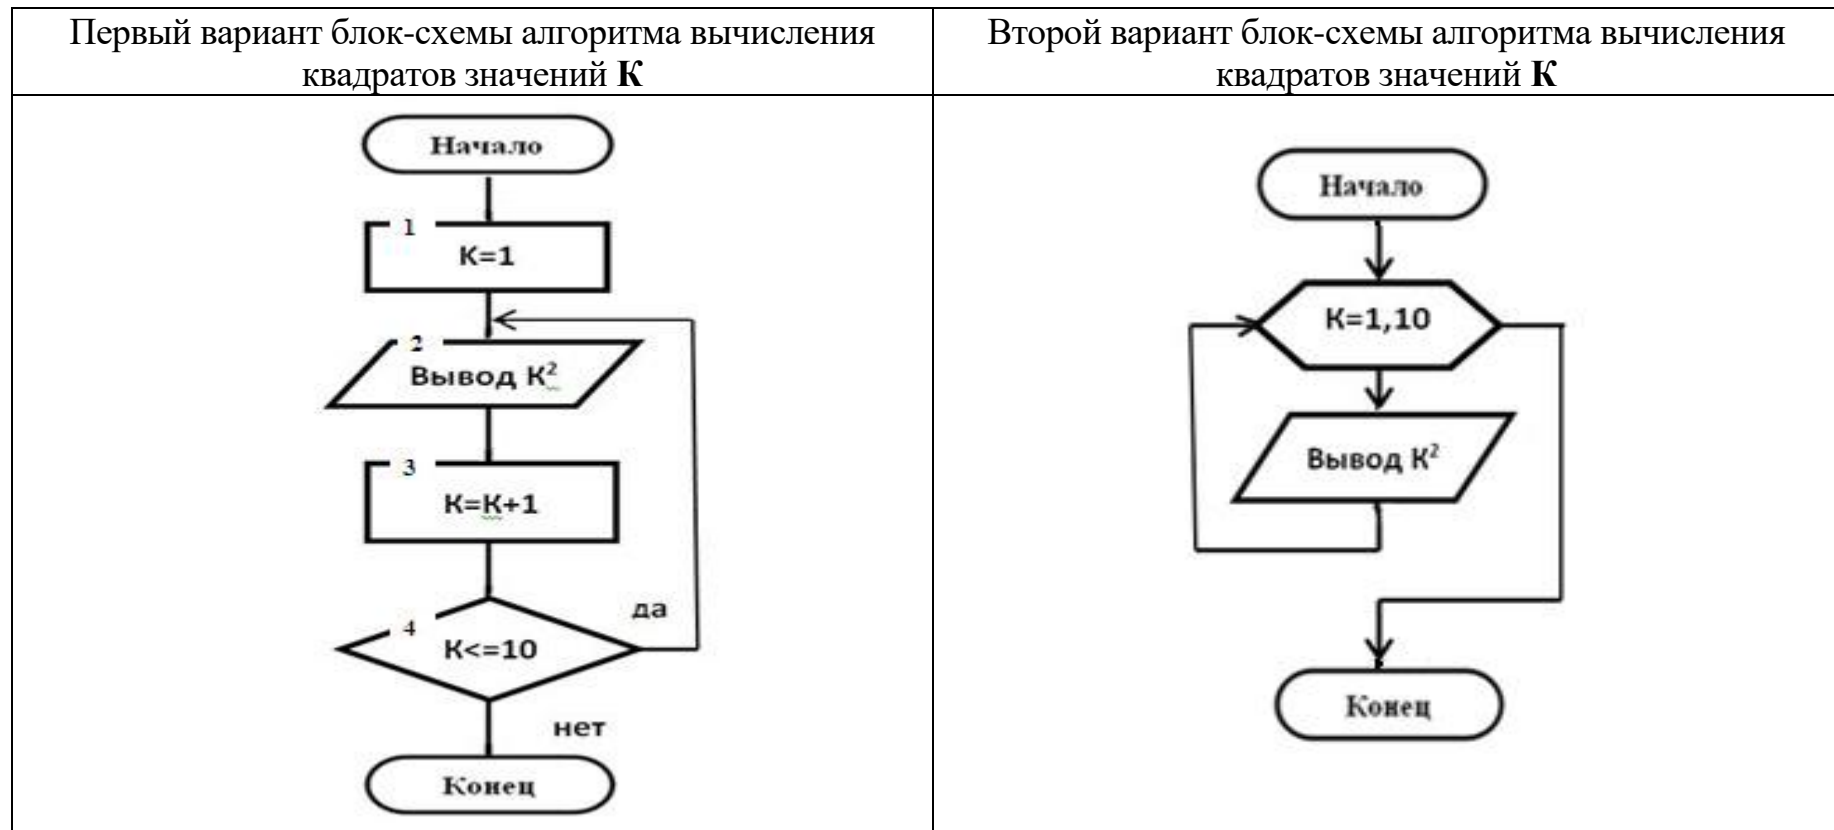 Первый вариант блок-схемы алгоритма вычисления
квадратов значений К
Второй вариант блок-схемы алгоритма вычисления
квадратов значений К
Начало
1
К=1
2
Вывод К²
3
К=К+1
4
К<=10
да
нет
Конец
Начало
К=1,10
Вывод К²
Конец